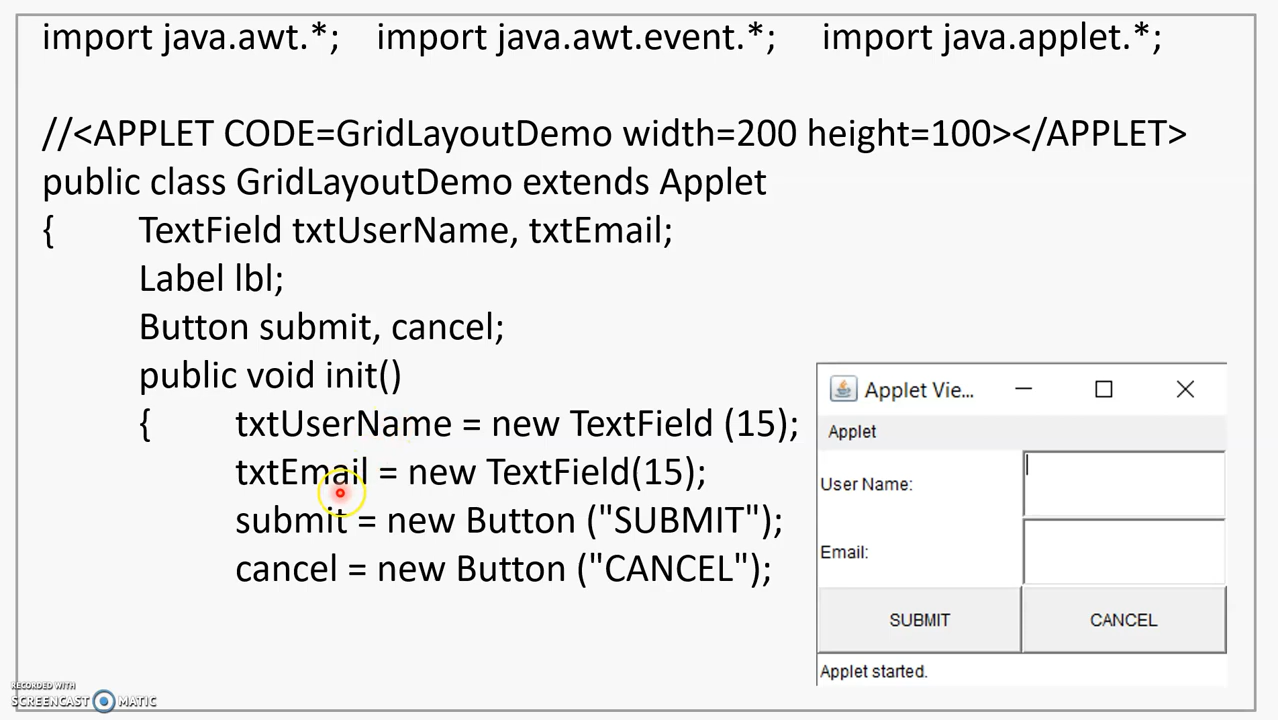 import java.awt.*; import java.awt.event.*; import java.applet.*;
//<APPLET CODE=GridLayoutDemo width=200 height=100></APPLET>
public class GridLayoutDemo extends Applet
{ TextField txtUserName, txtEmail;
Label lbl;
Button submit, cancel;
public void init()
{ txtUserName = new TextField (15);
txtEmail = new TextField(15);
submit = new Button ("SUBMIT");
cancel = new Button ("CANCEL");
Applet Vie...
Applet
User Name:
Email:
SUBMIT CANCEL
Applet started.
RECORDED WITH
SCREENCAST MATIC